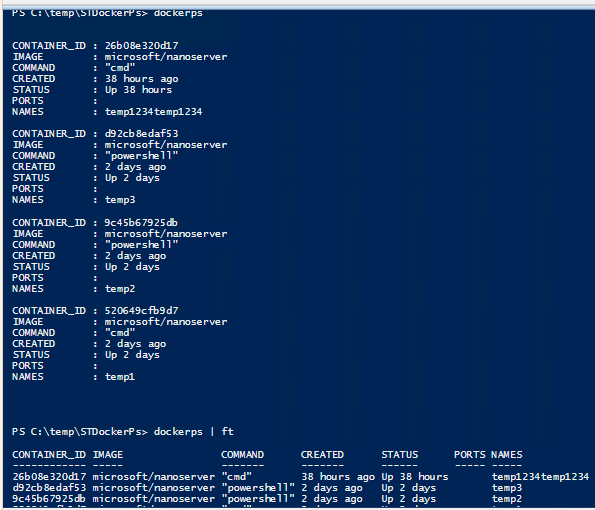 PS C:\temp\STDockerPs> dockerps
CONTAINER_ID : 26b08e320d17
IMAGE : microsoft/nanoserver
COMMAND : "cmd"
CREATED : 38 hours ago
STATUS : Up 38 hours
PORTS :
NAMES : temp1234temp1234
CONTAINER_ID : d92cb8edaf53
IMAGE : microsoft/nanoserver
COMMAND : "powershell"
CREATED : 2 days ago
STATUS : Up 2 days
PORTS :
NAMES : temp3
CONTAINER_ID : 9c45b67925db
IMAGE : microsoft/nanoserver
COMMAND : "powershell"
CREATED : 2 days ago
STATUS : Up 2 days
PORTS :
NAMES : temp2
CONTAINER_ID : 520649cfb9d7
IMAGE : microsoft/nanoserver
COMMAND : "cmd"
CREATED : 2 days ago
STATUS : Up 2 days
PORTS :
NAMES : temp1
PS C:\temp\STDockerPs> dockerps | ft
CONTAINER_ID IMAGE COMMAND CREATED STATUS PORTS NAMES
------------ ----- ------- ------- ------ ----- -----
26b08e320d17 microsoft/nanoserver "cmd" 38 hours ago Up 38 hours temp1234temp1234
d92cb8edaf53 microsoft/nanoserver "powershell" 2 days ago Up 2 days temp3
9c45b67925db microsoft/nanoserver "powershell" 2 days ago Up 2 days temp2